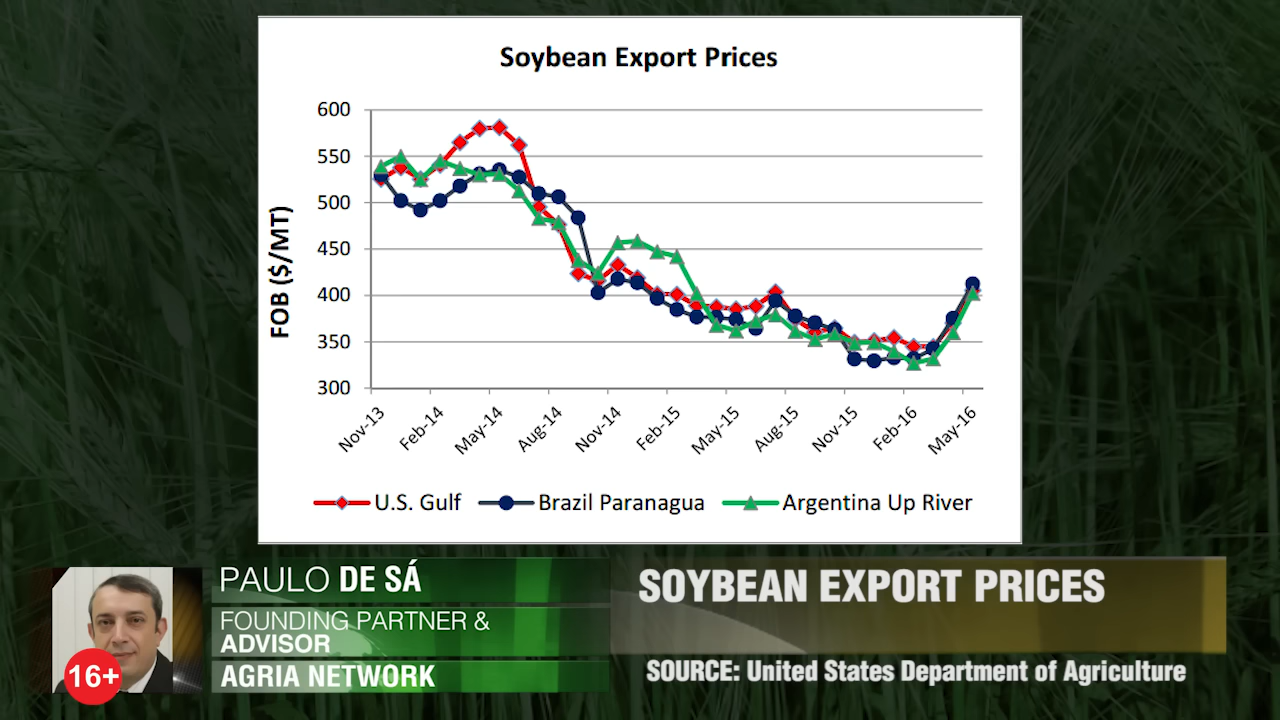 Soybean Export Prices
FOB ($/MT)
600
550
500
450
400
350
300
Nov-13
Feb-14
May-14
Aug-14
Nov-14
Feb-15
May-15
Aug-15
Nov-15
Feb-16
May-16
U.S. Gulf
Brazil Paranagua
Argentina Up River
16+
PAULO DE SÁ
FOUNDING PARTNER &
ADVISOR
AGRIA NETWORK
SOYBEAN EXPORT PRICES
SOURCE: United States Department of Agriculture